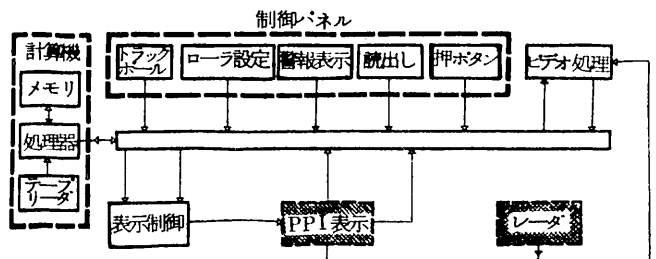 制御パネル
計算機
トラック
ボール
ローラ設定
警報表示
読出し
押ボタン
ビデオ処理
メモリ
処理器
テープ
リーダ
表示制御
PPI表示
レーダ